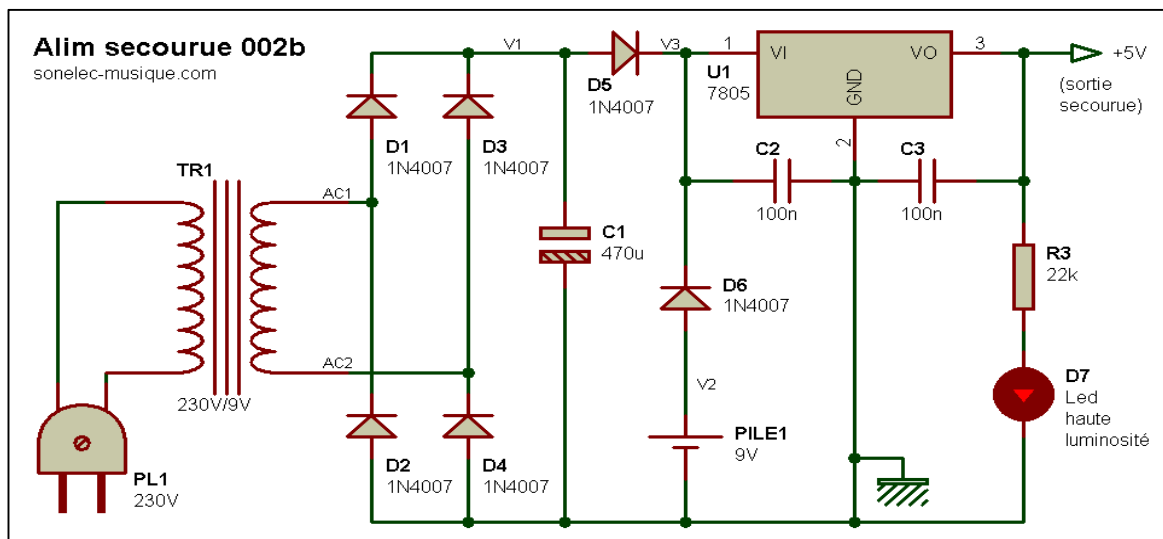 Alim secourue 002b
sonelec-musique.com
V1
V3
1
VI
VO
3
+5V
(sortie
secourue)
D5
1N4007
U1
7805
GND
2
D1
1N4007
D3
1N4007
C2
100n
C3
100n
TR1
AC1
C1
470u
R3
22k
D6
1N4007
AC2
230V/9V
V2
D7
Led
haute
luminosité
PILE1
9V
D2
1N4007
D4
1N4007
PL1
230V